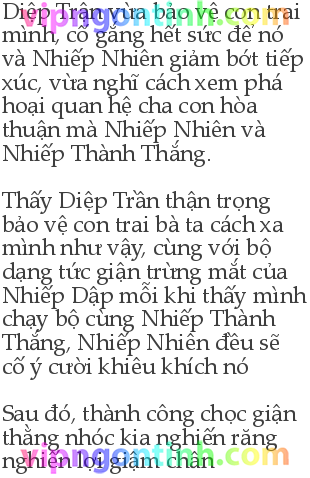 Diệp Trần vừa bảo vệ con trai
mình, cố gắng hết sức để nó
và Nhiếp Nhiên giảm bớt tiếp
xúc, vừa nghĩ cách xem phá
hoại quan hệ cha con hòa
thuận mà Nhiếp Nhiên và
Nhiếp Thành Thắng.
Thấy Diệp Trần thận trọng
bảo vệ con trai bà ta cách xa
mình như vậy, cùng với bộ
dạng tức giận trừng mắt của
Nhiếp Dập mỗi khi thấy mình
chạy bộ cùng Nhiếp Thành
Thắng, Nhiếp Nhiên đều sẽ
cố ý cười khiêu khích nó
Sau đó, thành công chọc giận
thằng nhóc kia nghiến răng
vipngontinh.com
nghiến lợi giậm chân